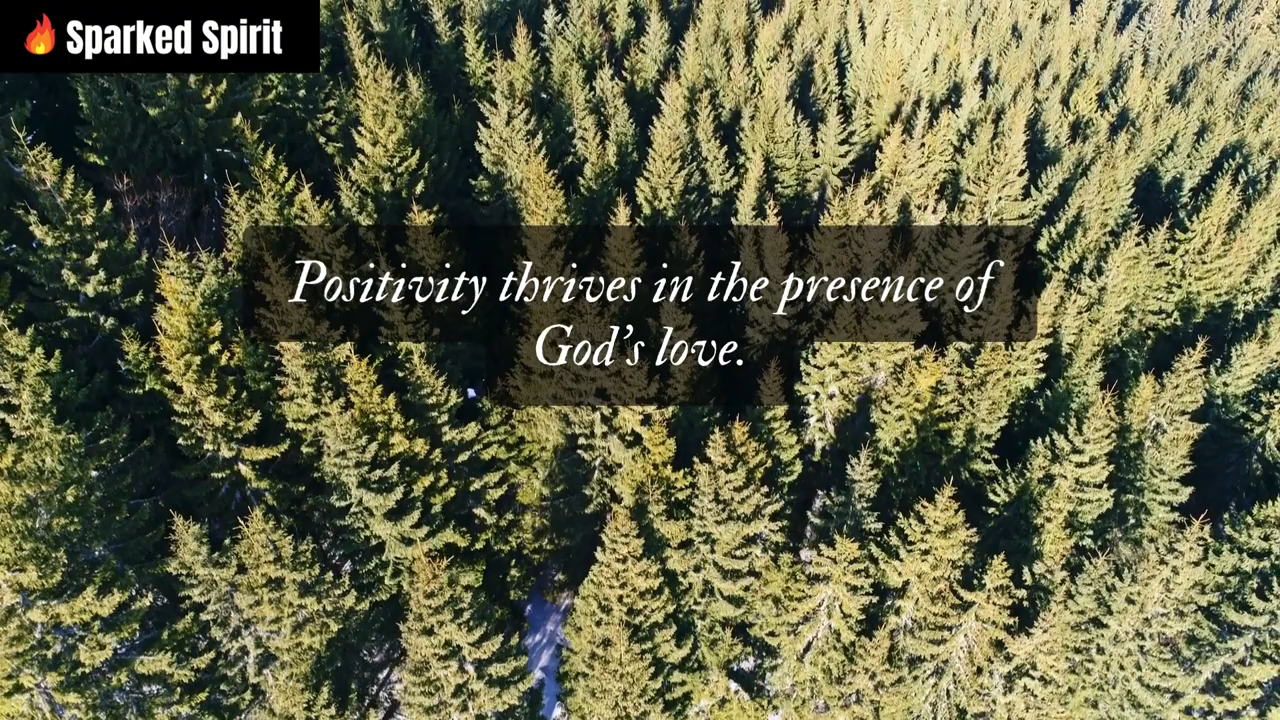 🔥 Sparked Spirit
Positivity thrives in the presence of
God's love.